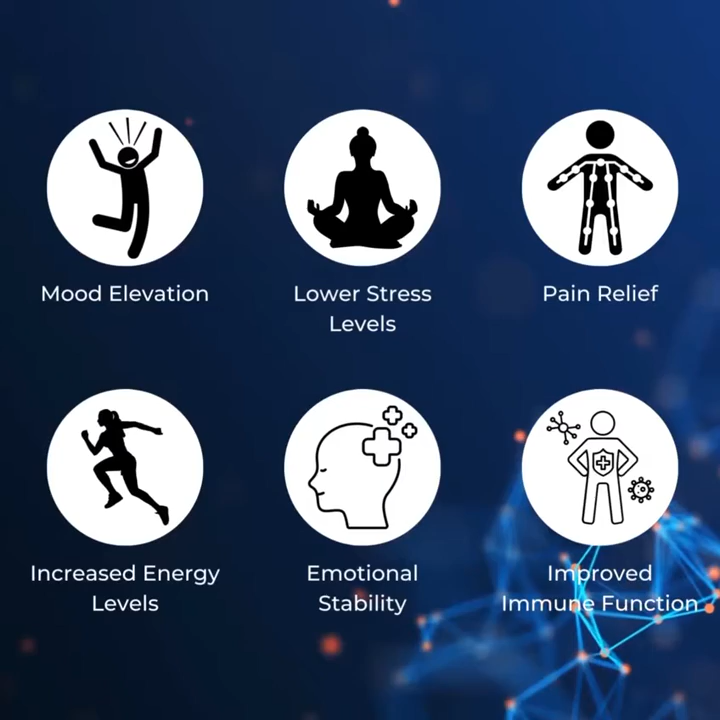 Mood Elevation
Lower Stress
Levels
Pain Relief
Increased Energy
Levels
Emotional
Stability
Improved
Immune Function